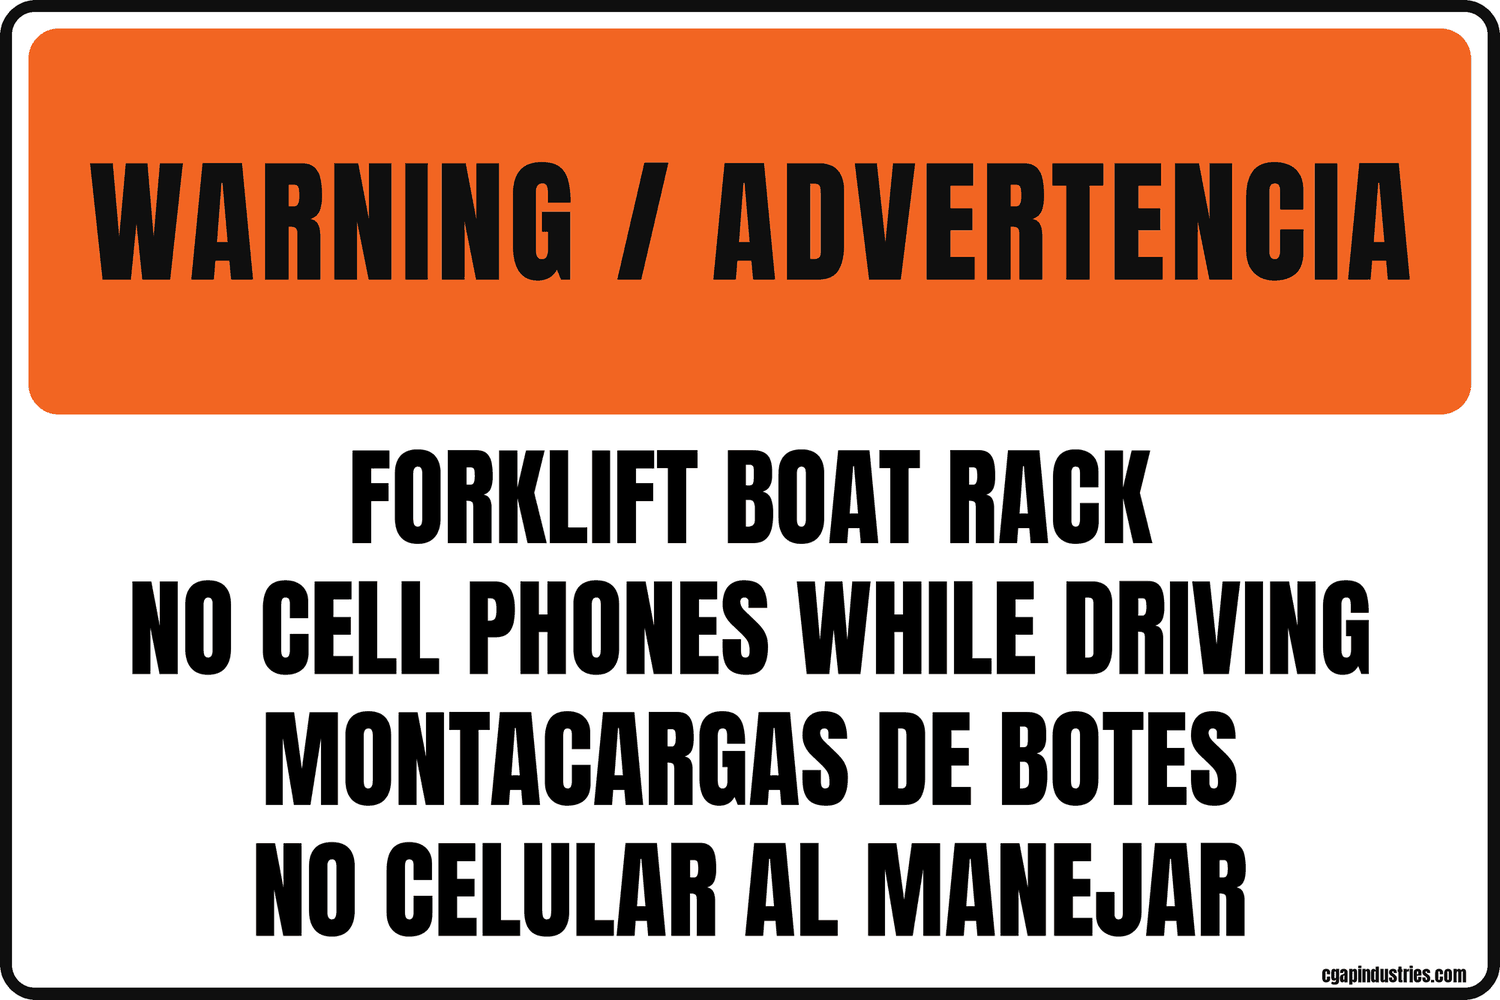 WARNING / ADVERTENCIA
FORKLIFT BOAT RACK
NO CELL PHONES WHILE DRIVING
MONTACARGAS DE BOTES
NO CELULAR AL MANEJAR
cgapindustries.com